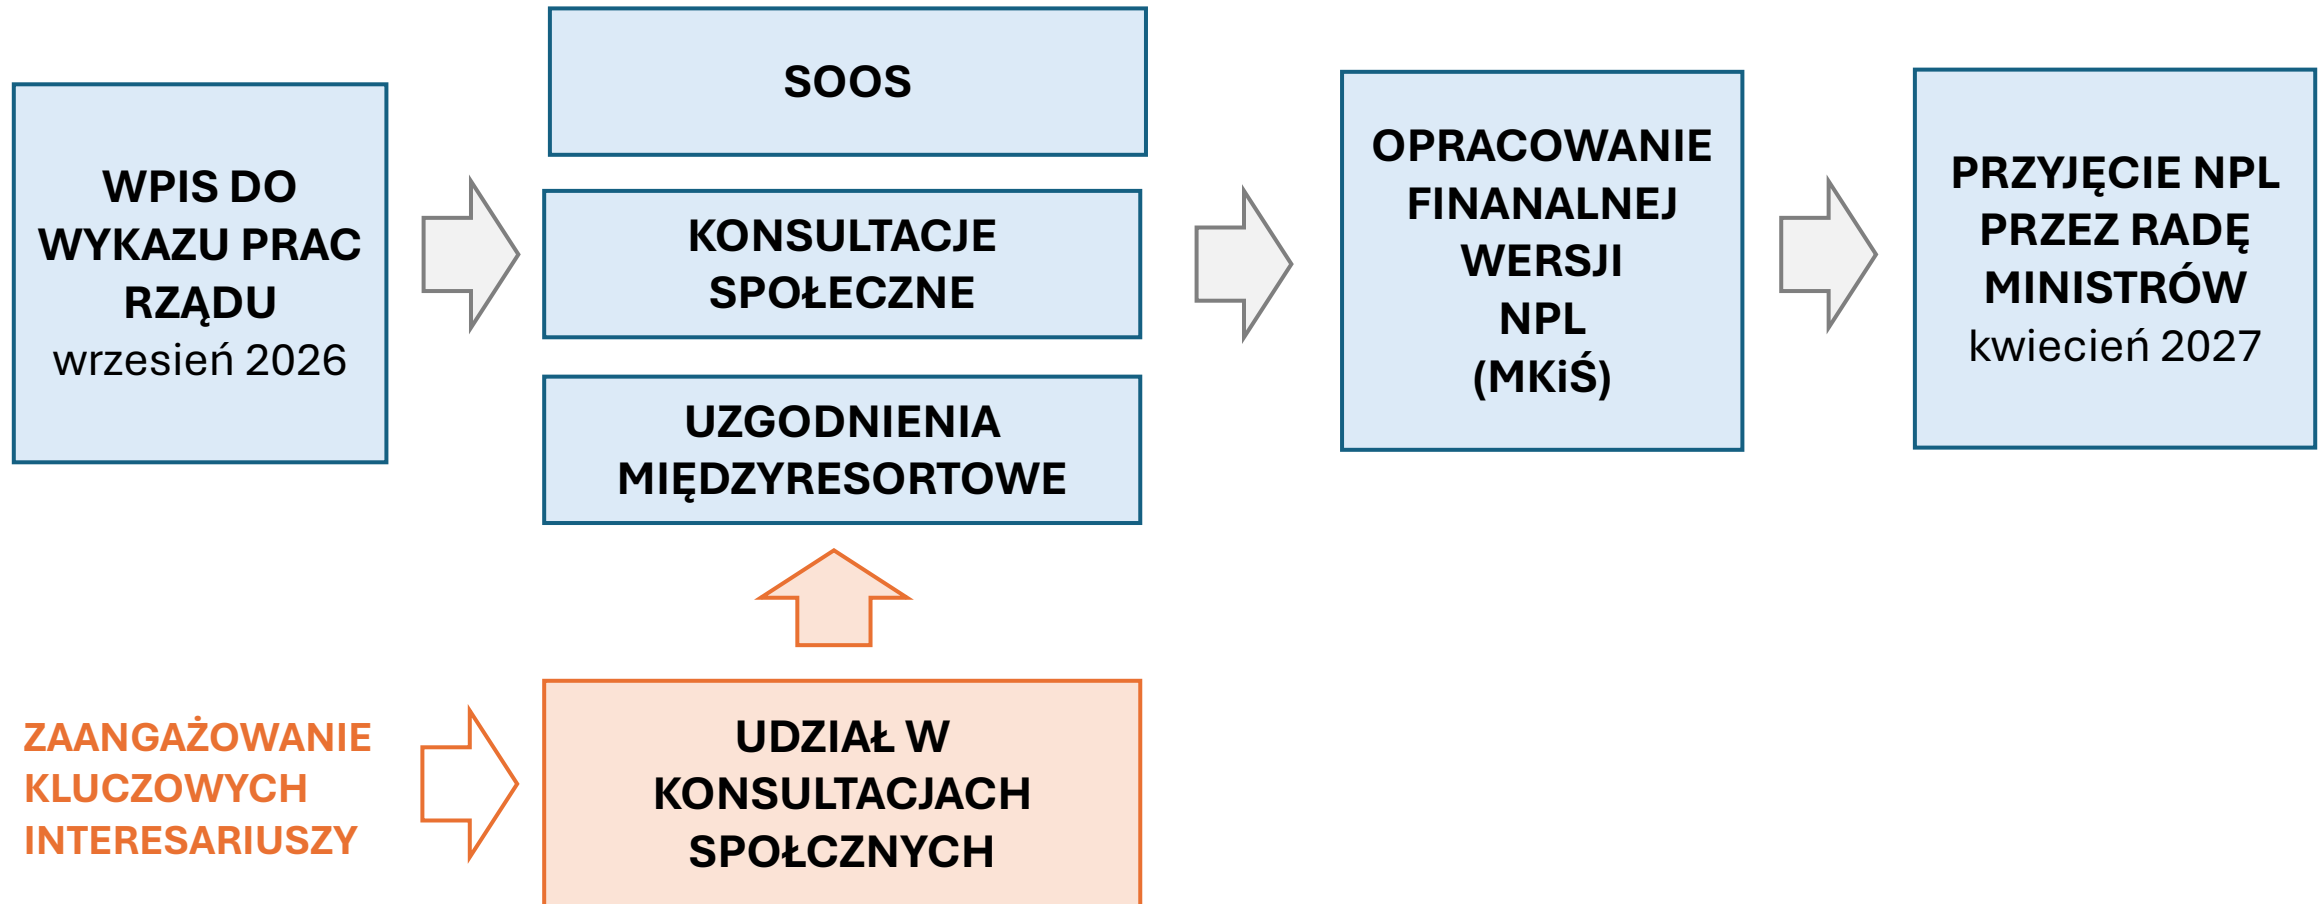 WPIS DO
WYKAZU PRAC
RZĄDU
wrzesień 2026
SOOS
KONSULTACJE
SPOŁECZNE
UZGODNIENIA
MIĘDZYRESORTOWE
OPRACOWANIE
FINANALNEJ
WERSJI
NPL
(MKiŚ)
PRZYJĘCIE NPL
PRZEZ RADĘ
MINISTRÓW
kwiecień 2027
ZAANGAŻOWANIE
KLUCZOWYCH
INTERESARIUSZY
UDZIAŁ W
KONSULTACJACH
SPOŁCZNYCH